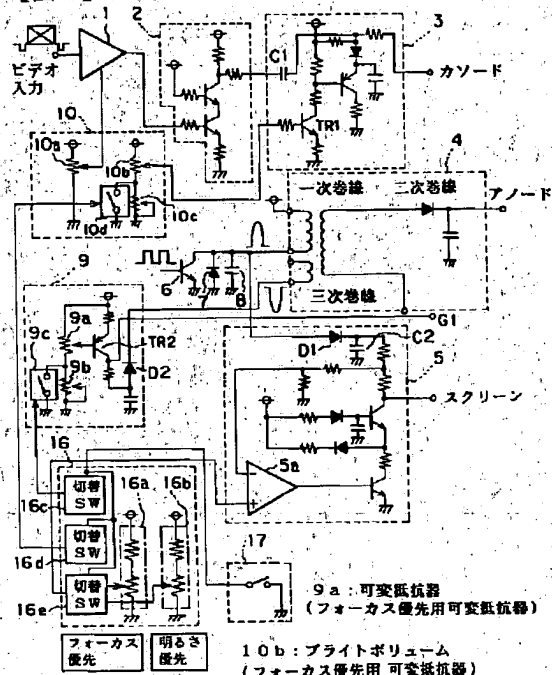 1
2
3
ビデオ
入力
C1
カソード
TR1
10
10a
10b
10c
10d
4
一次巻線
二次巻線
アノード
三次巻線
6
7
8
G1
9
9a
9b
9c
TR2
D2
D1
C2
5
スクリーン
5a
16
16a
16b
切替
SW
16c
切替
SW
16d
切替
SW
16e
17
フォーカス
優先
明るさ
優先
9a:可変抵抗器
(フォーカス優先用可変抵抗器)
10b:ブライトボリューム
(フォーカス優先用 可変抵抗器)